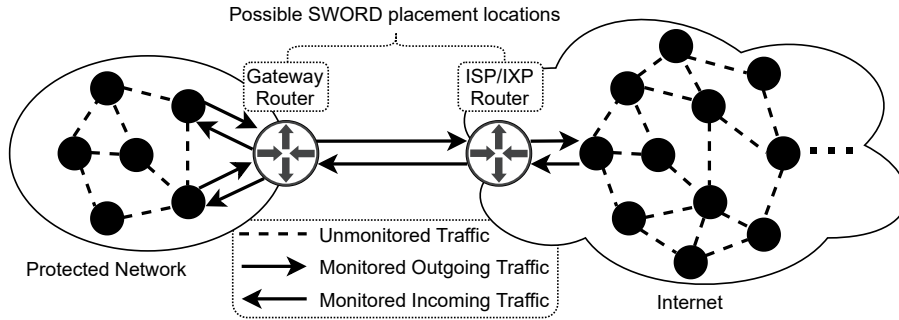 Possible SWORD placement locations
Gateway
Router
ISP/IXP
Router
Unmonitored Traffic
Monitored Outgoing Traffic
Monitored Incoming Traffic
Protected Network
Internet